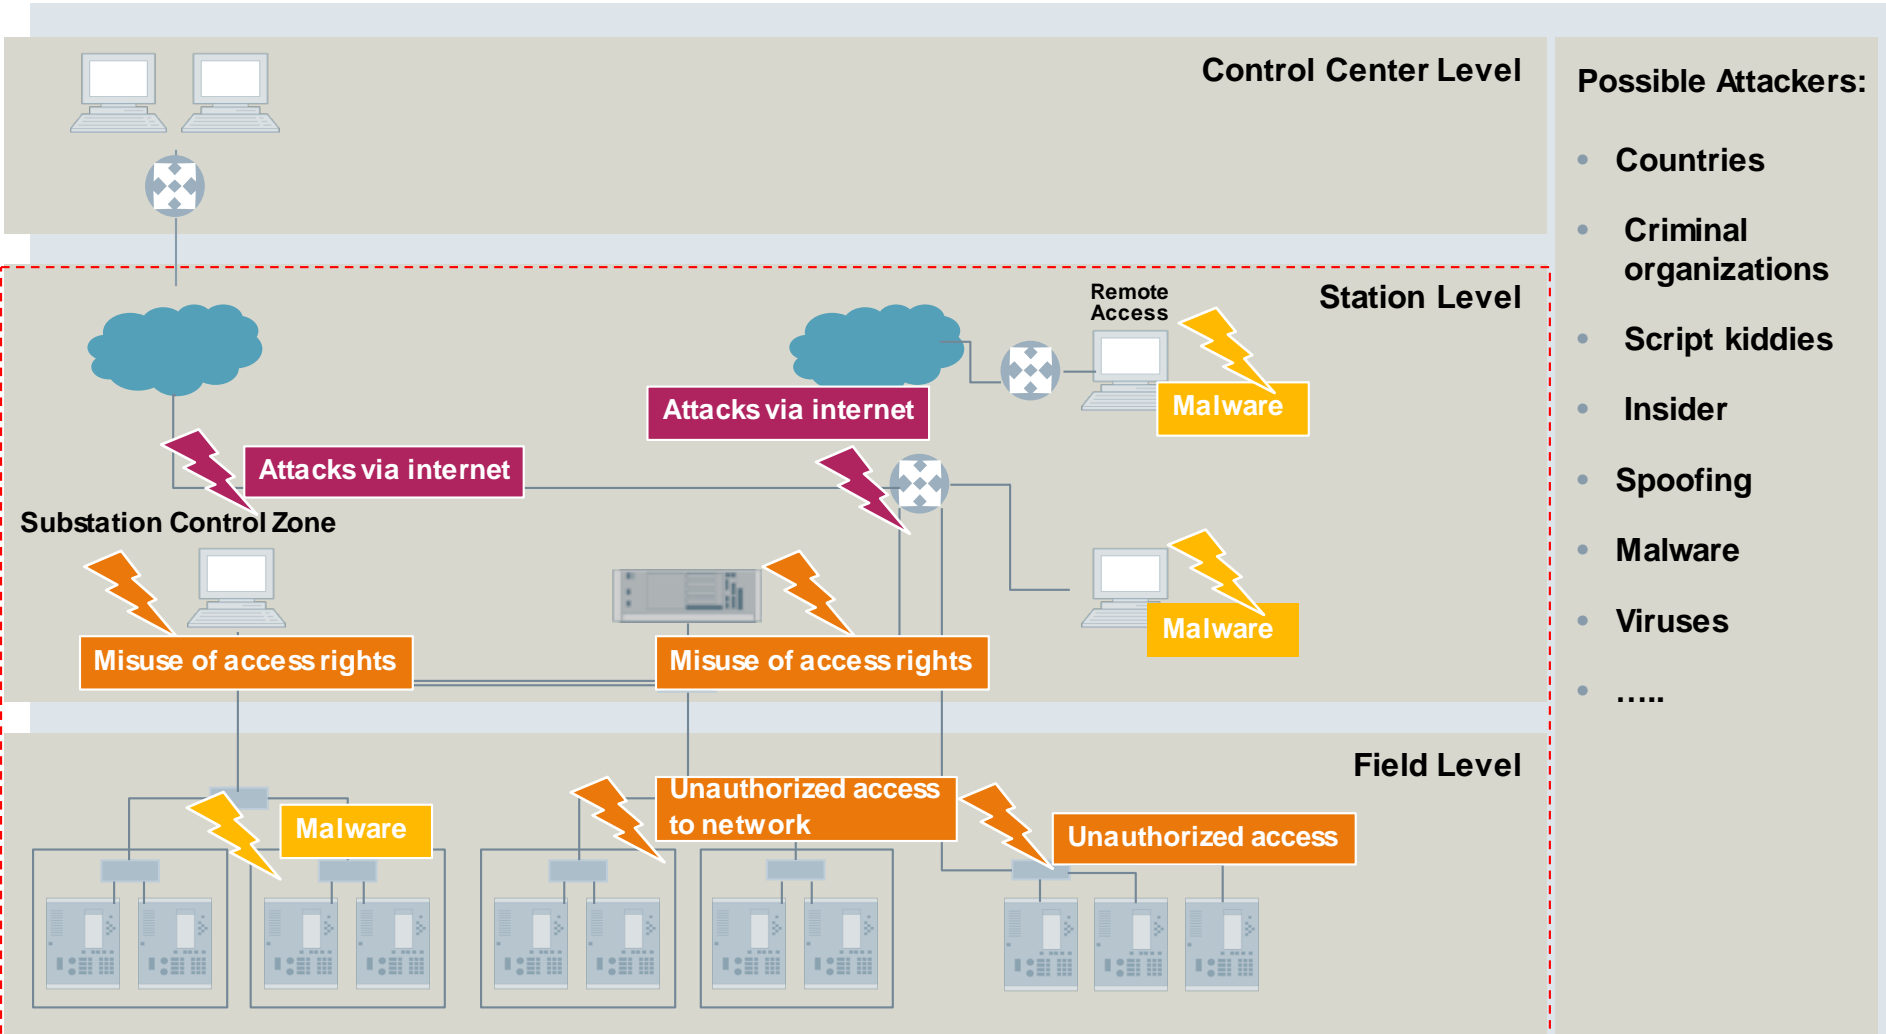 Control Center Level
Possible Attackers:
• Countries
• Criminal
organizations
• Script kiddies
• Insider
• Spoofing
• Malware
• Viruses
• .....
Station Level
Remote
Access
Malware
Attacks via internet
Attacks via internet
Substation Control Zone
Malware
Misuse of access rights
Misuse of access rights
Field Level
Unauthorized access
to network
Malware
Unauthorized access